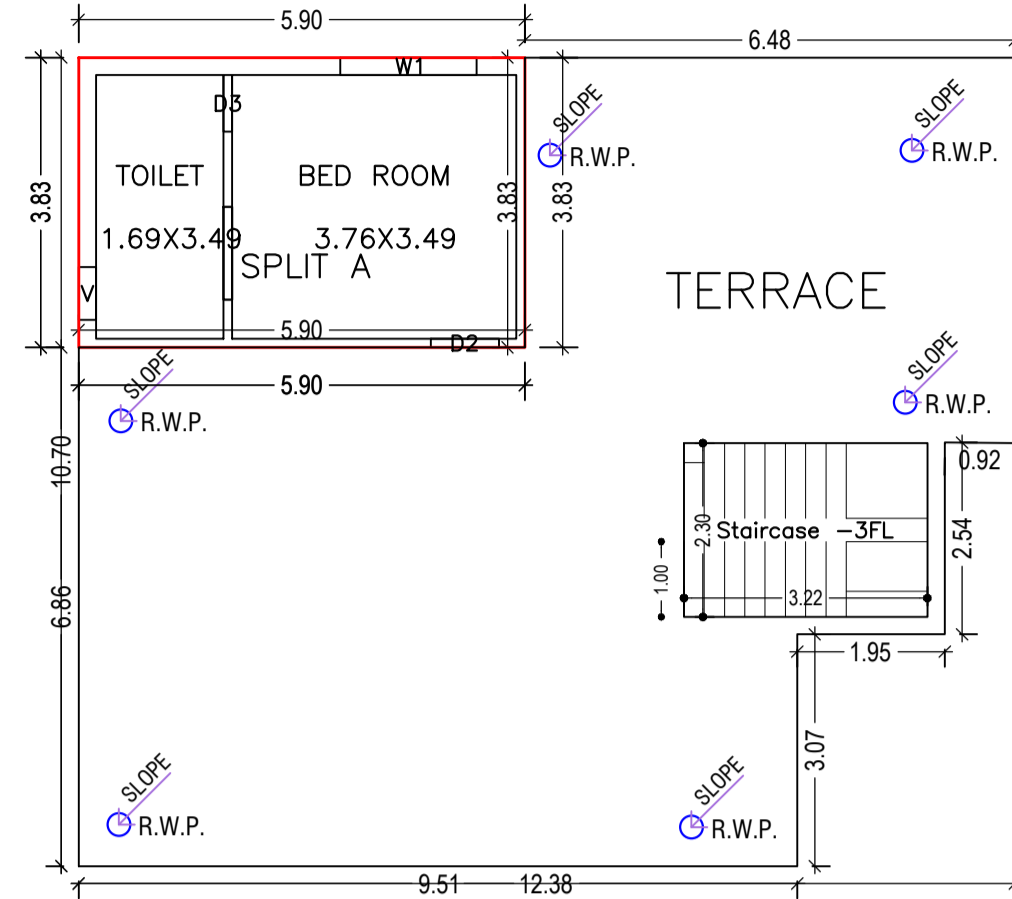 5.90
6.48
W1
D3
SLOPE
R.W.P.
SLOPE
R.W.P.
TOILET
BED ROOM
3.83
3.83
3.83
1.69X3.49
3.76X3.49
SPLIT A
TERRACE
V
5.90
D2
5.90
SLOPE
R.W.P.
SLOPE
R.W.P.
10.70
0.92
2.30
Staircase -3FL
2.54
1.00
3.22
6.86
1.95
3.07
SLOPE
R.W.P.
SLOPE
R.W.P.
9.51
12.38